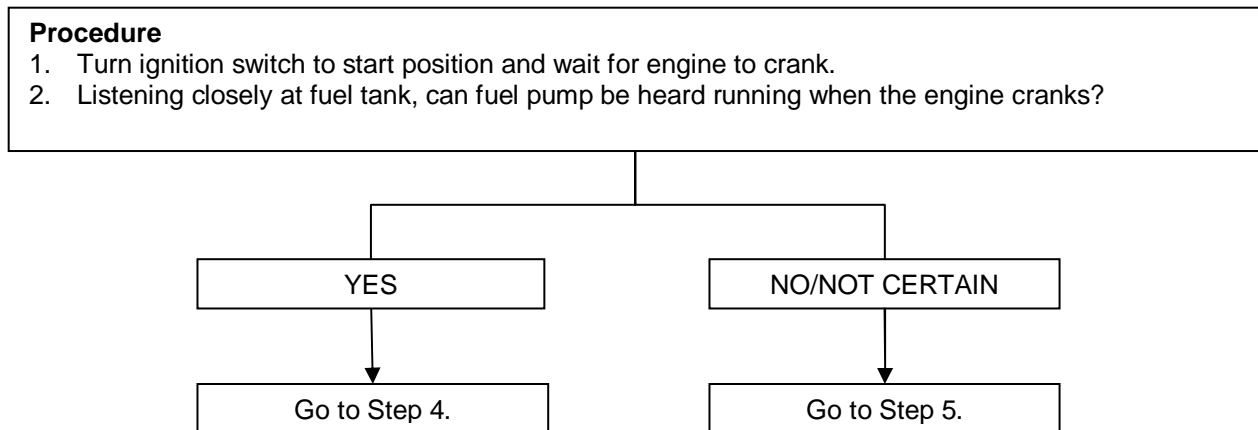 Procedure
1. Turn ignition switch to start position and wait for engine to crank.
2. Listening closely at fuel tank, can fuel pump be heard running when the engine cranks?
YES
NO/NOT CERTAIN
Go to Step 4.
Go to Step 5.